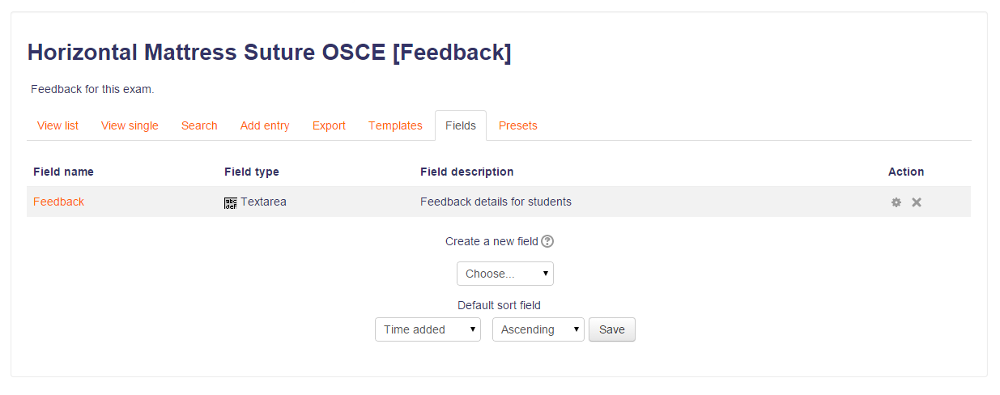 Horizontal Mattress Suture OSCE [Feedback]
Feedback for this exam.
View list View single Search Add entry Export Templates Fields Presets
Field name Field type Field description Action
Feedback abc def Textarea Feedback details for students
Create a new field ?
Choose...
Default sort field
Time added Ascending Save